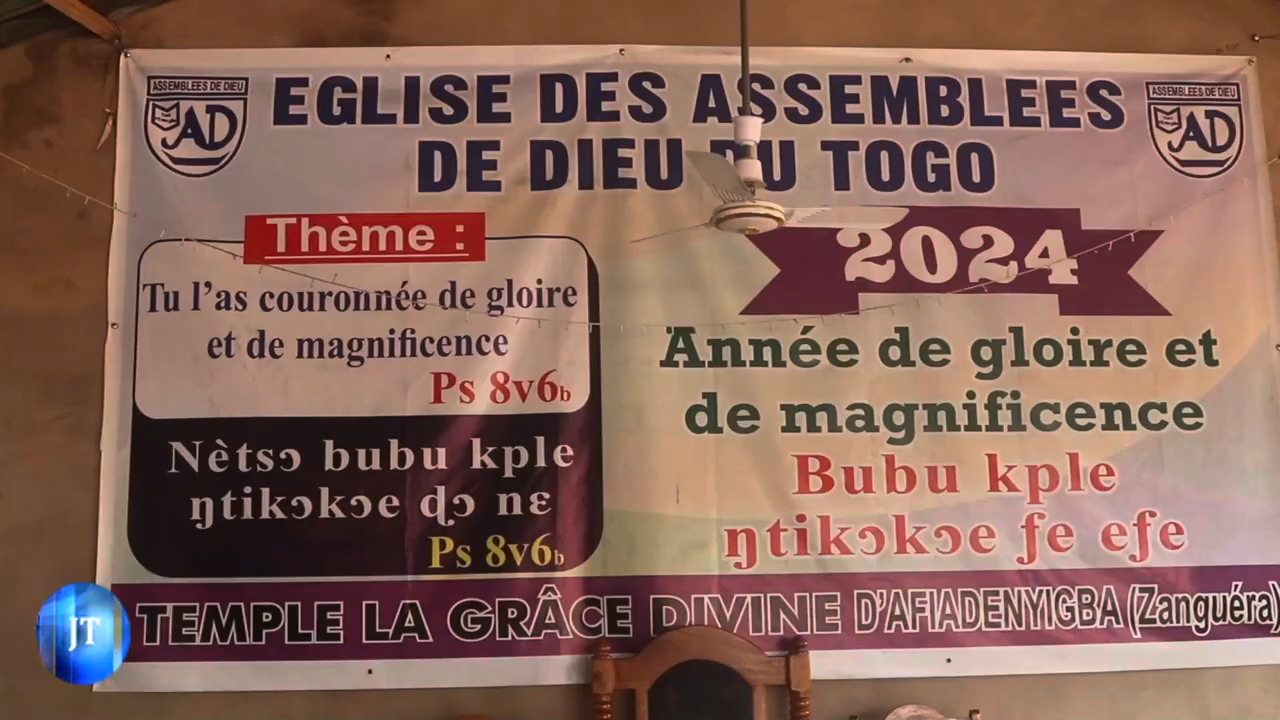 ASSEMBLEES DE DIEU
AD
EGLISE DES ASSEMBLEES
DE DIEU DU TOGO
ASSEMBLEES DE DIEU
AD
Thème :
Tu l'as couronnée de gloire
et de magnificence
Ps 8v6b
Nètsɔ bubu kple
ŋtikɔkɔe ɖɔ nɛ
Ps 8v6b
2024
Année de gloire et
de magnificence
Bubu kple
ŋtikɔkɔe ƒe eƒe
TEMPLE LA GRÂCE DIVINE D'AFIADENYIGBA (Zanguéra)
JT